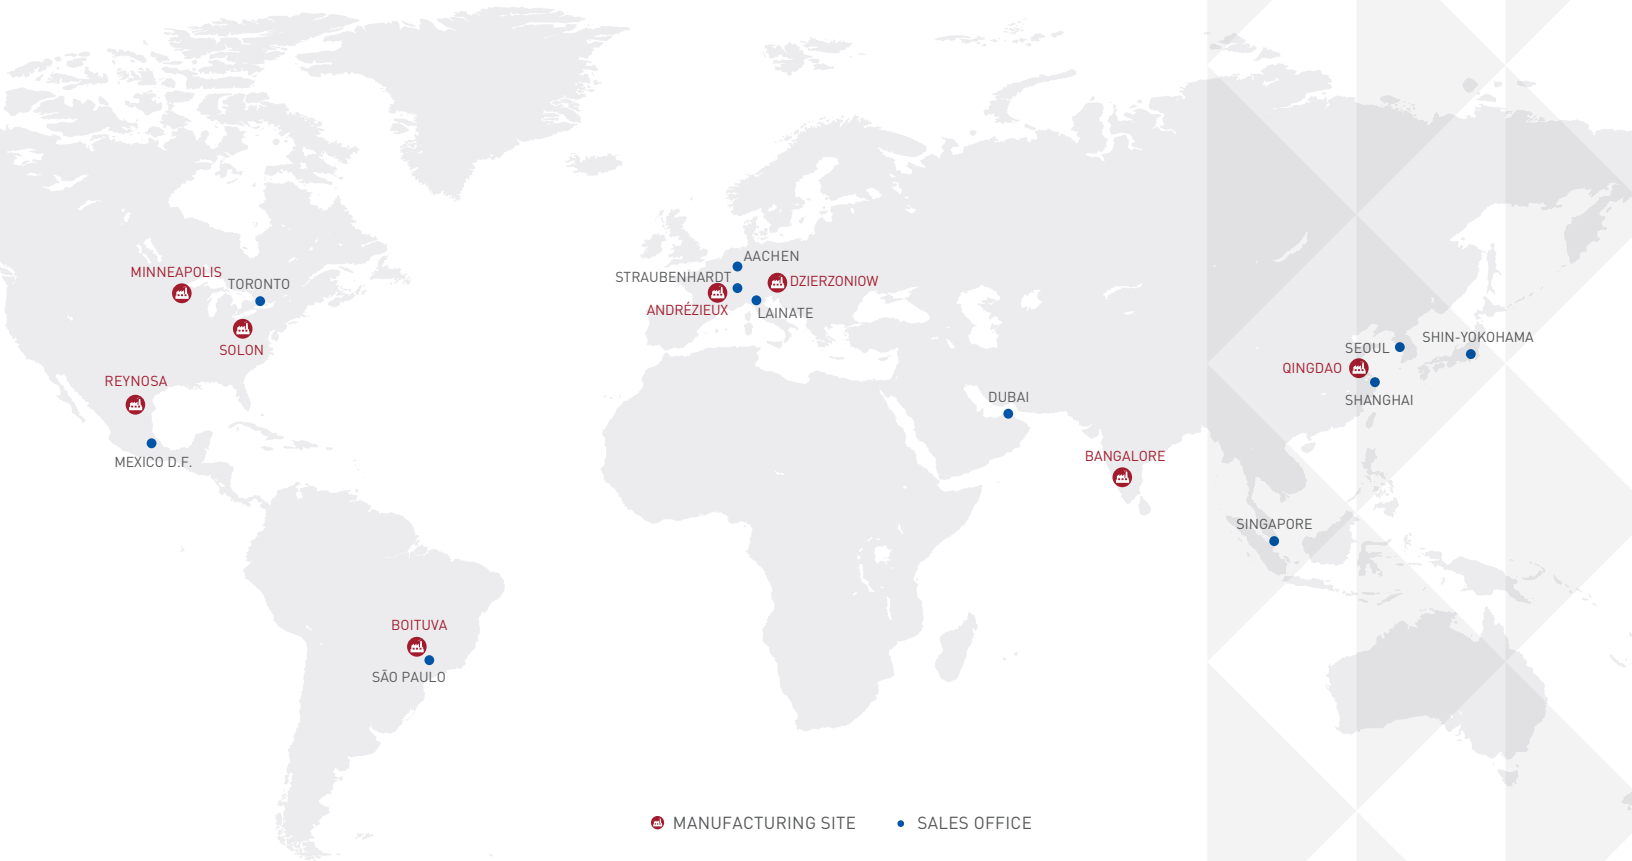 AACHEN
MINNEAPOLIS
STRAUBENHARDT
TORONTO
DZIERZONIOW
ANDRÉZIEUX
LAINATE
SOLON
SHIN-YOKOHAMA
SEOUL
QINGDAO
REYNOSA
DUBAI
SHANGHAI
MEXICO D.F.
BANGALORE
SINGAPORE
BOITUVA
SÃO PAULO
MANUFACTURING SITE
SALES OFFICE